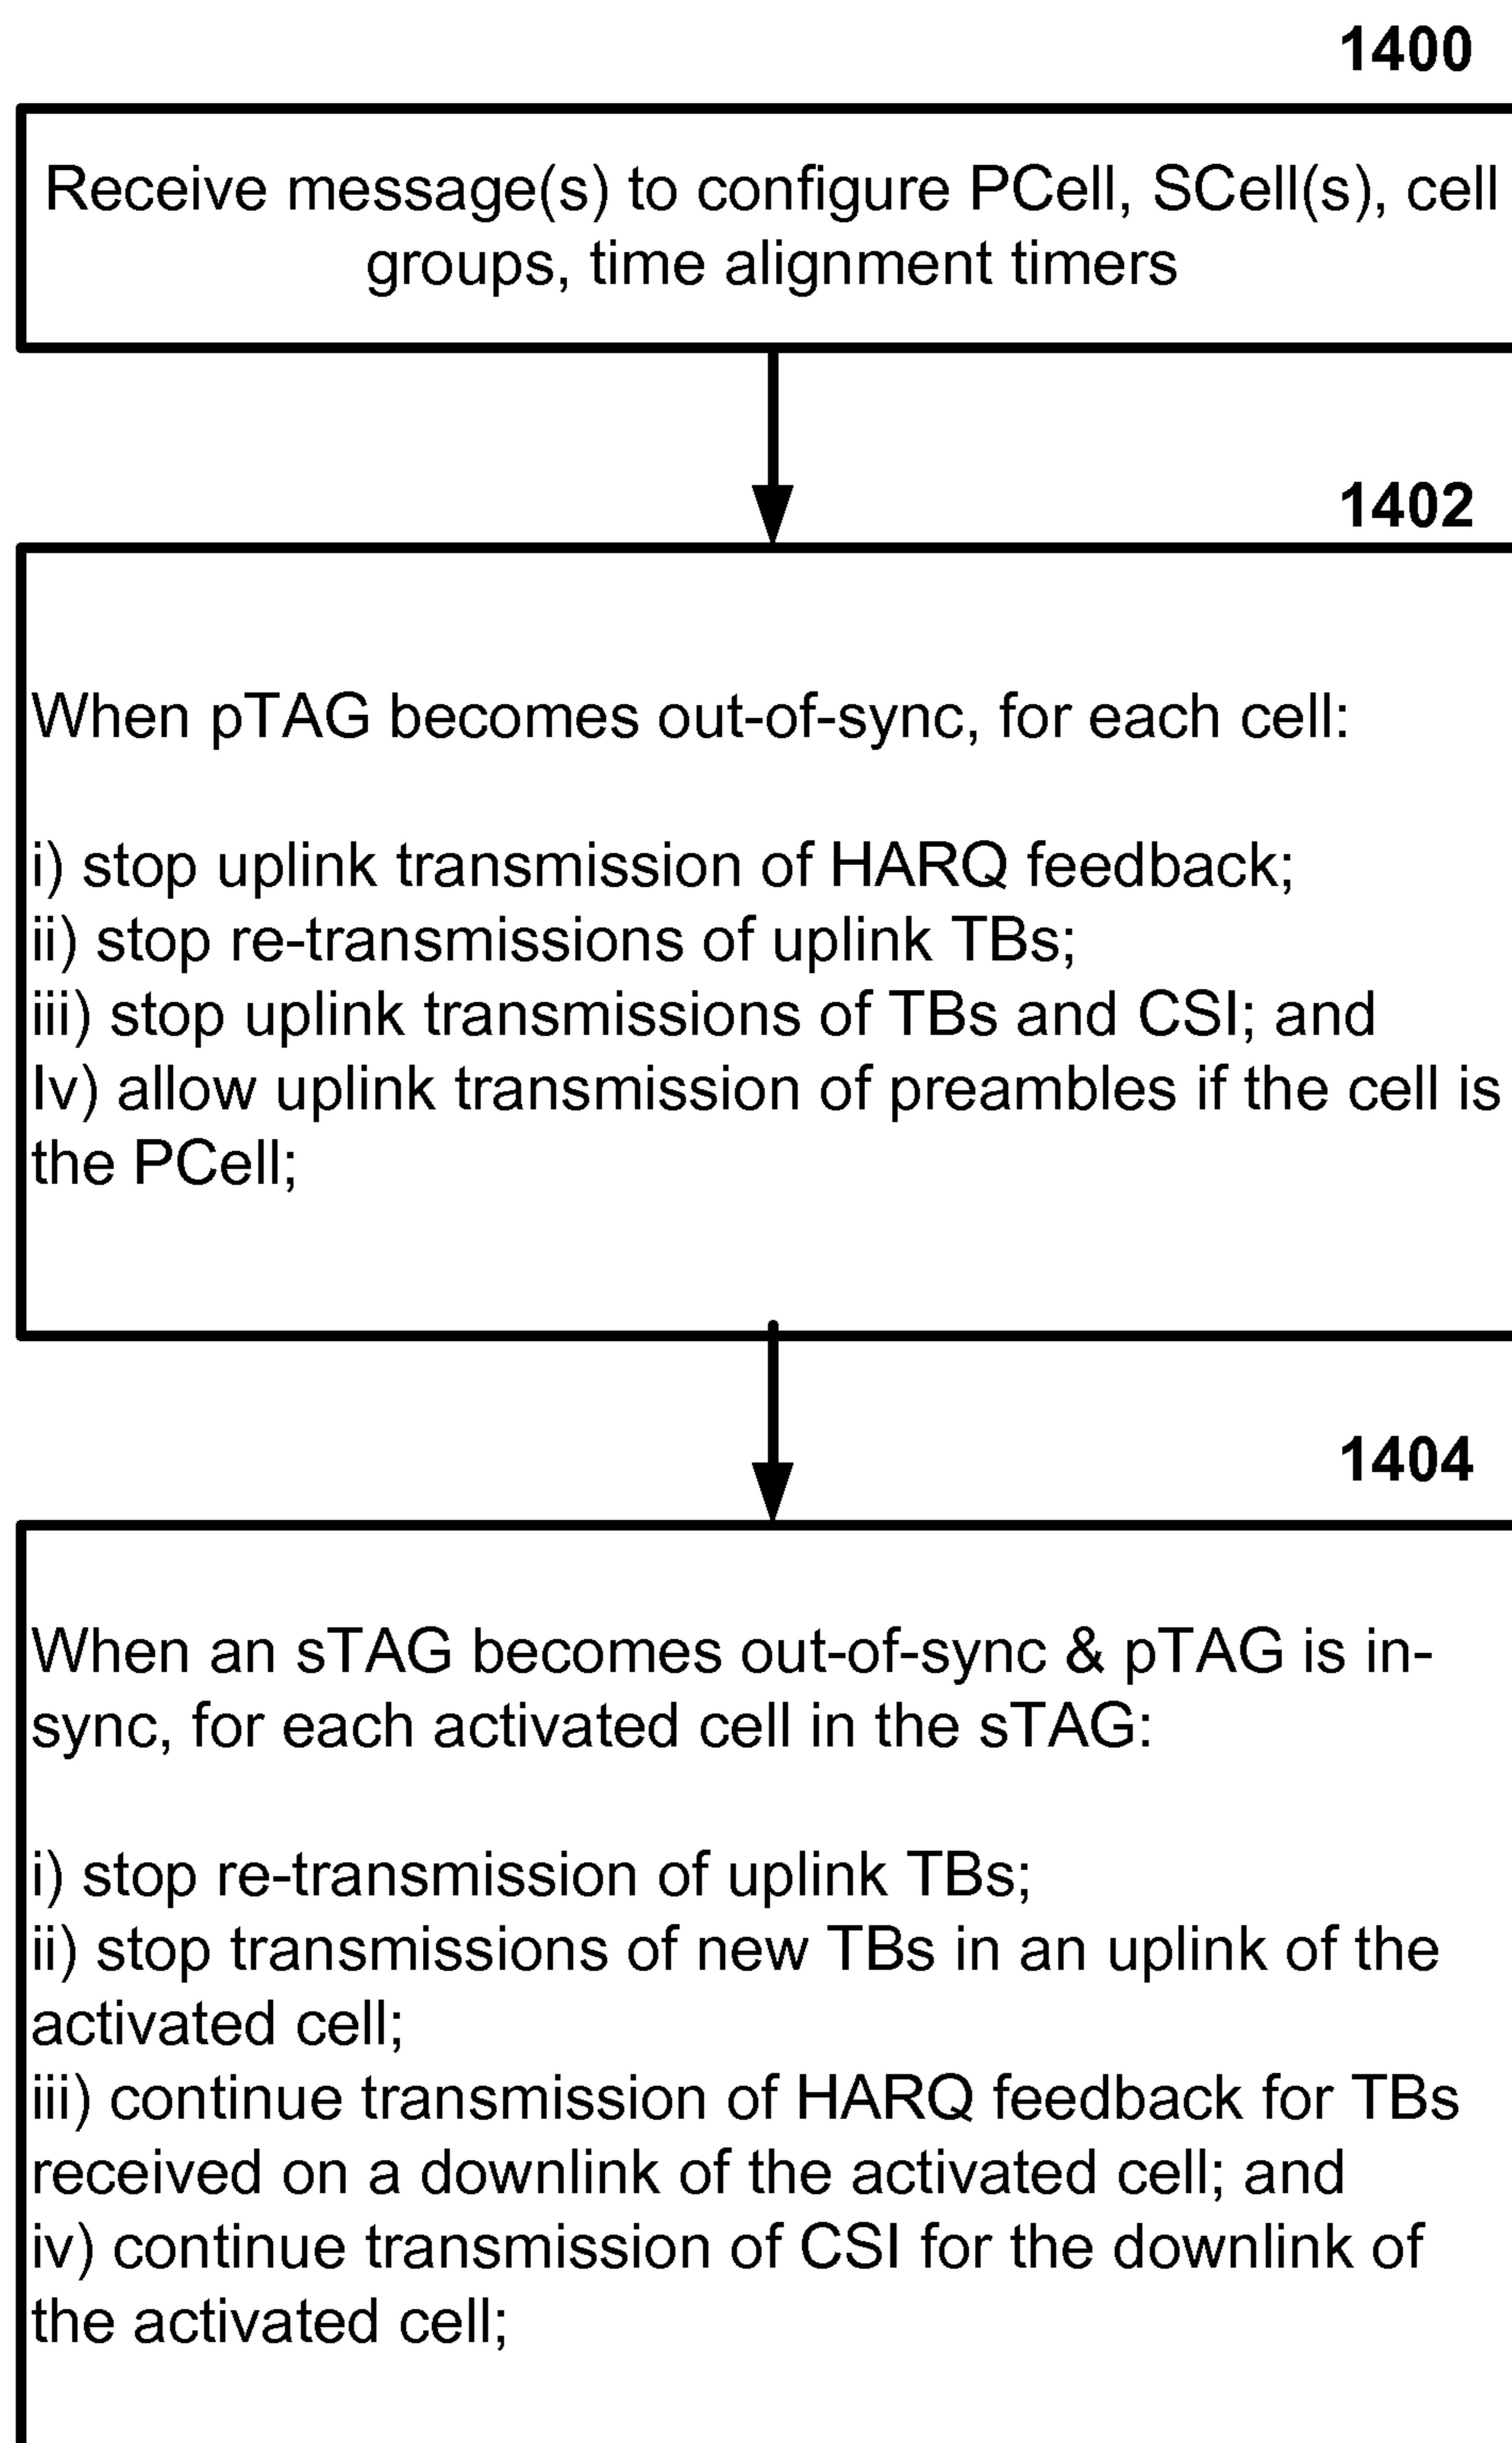 1400
Receive message(s) to configure PCell, SCell(s), cell
groups, time alignment timers
1402
When pTAG becomes out-of-sync, for each cell:
i) stop uplink transmission of HARQ feedback;
ii) stop re-transmissions of uplink TBs;
iii) stop uplink transmissions of TBs and CSI; and
Iv) allow uplink transmission of preambles if the cell is
the PCell;
1404
When an sTAG becomes out-of-sync & pTAG is in-
sync, for each activated cell in the sTAG:
i) stop re-transmission of uplink TBs;
ii) stop transmissions of new TBs in an uplink of the
activated cell;
iii) continue transmission of HARQ feedback for TBs
received on a downlink of the activated cell; and
iv) continue transmission of CSI for the downlink of
the activated cell;